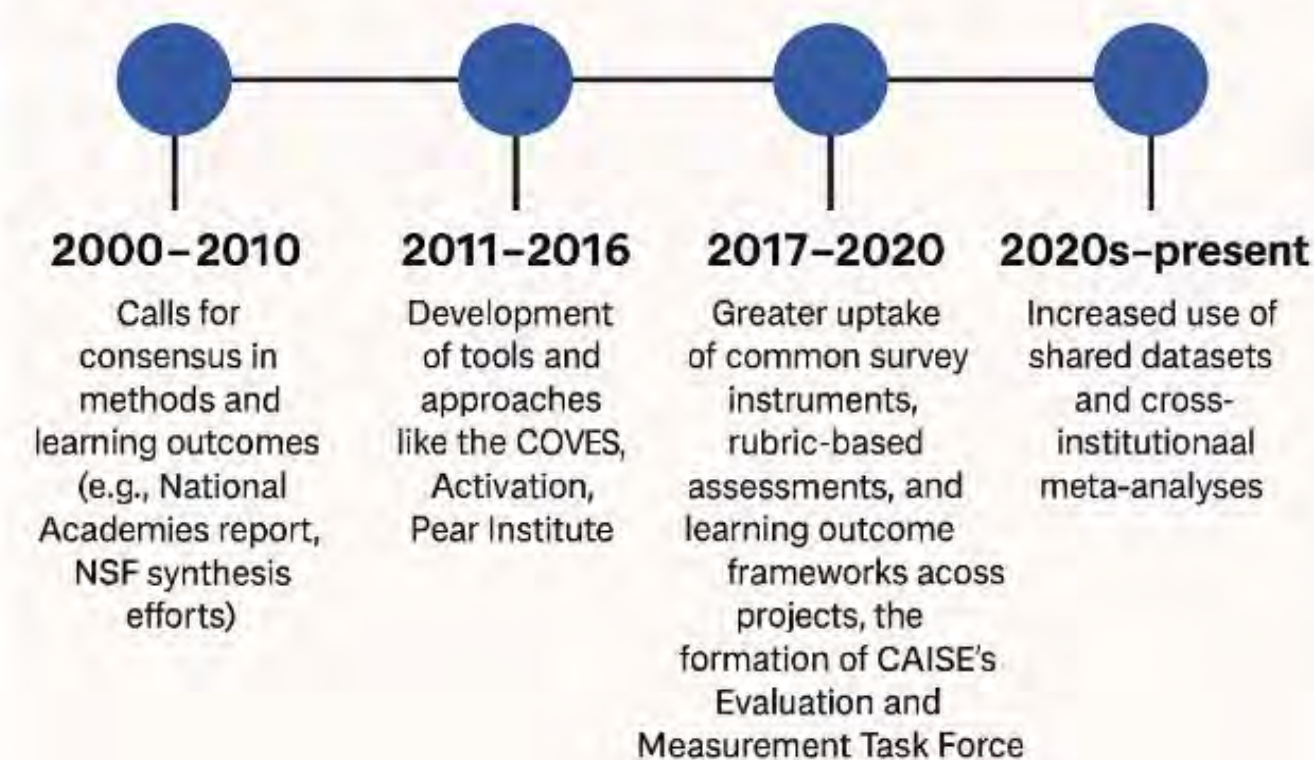 2000–2010
Calls for
consensus in
methods and
learning outcomes
(e.g., National
Academies report,
NSF synthesis
efforts)
2011–2016
Development
of tools and
approaches
like the COVES,
Activation,
Pear Institute
2017–2020
Greater uptake
of common survey
instruments,
rubric-based
assessments, and
learning outcome
frameworks acoss
projects, the
formation of CAISE's
Evaluation and
Measurement Task Force
2020s–present
Increased use of
shared datasets
and cross-
institutionaal
meta-analyses